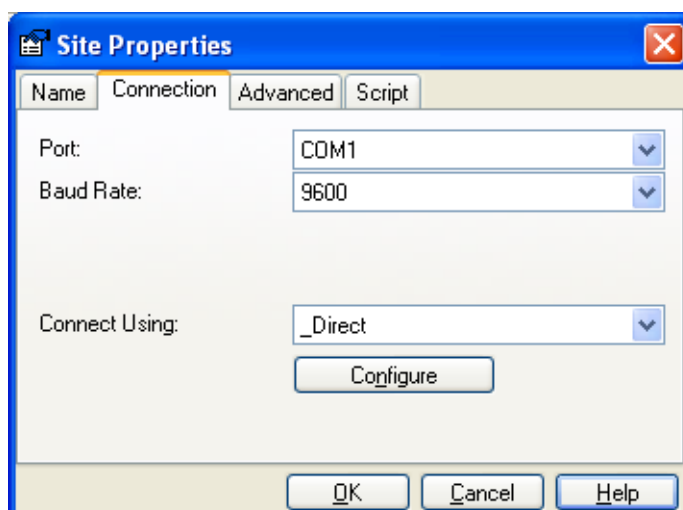 Site Properties
Name Connection Advanced Script
Port: COM1
Baud Rate: 9600
Connect Using: _Direct
Configure
OK Cancel Help